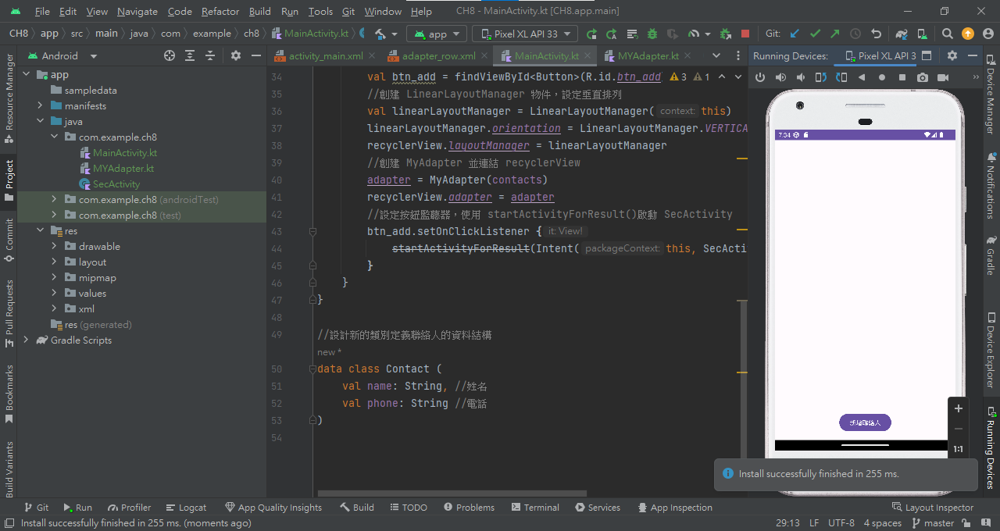 File Edit View Navigate Code Refactor Build Run Tools Git Window Help CH8 - MainActivity.kt [CH8.app.main]
CH8 app src main java com example ch8 MainActivity.kt app Pixel XL API 33 Git:
Android
activity_main.xml adapter_row.xml MainActivity.kt MYAdapter.kt
Running Devices: Pixel XL API 3
Resource Manager
Project
Commit
Pull Requests
Bookmarks
Build Variants
app
sampledata
manifests
java
com.example.ch8
MainActivity.kt
MYAdapter.kt
SecActivity
com.example.ch8 (androidTest)
com.example.ch8 (test)
res
drawable
layout
mipmap
values
xml
res (generated)
Gradle Scripts
3 1
34 val btn_add = findViewById<Button>(R.id.btn_add
35 //創建 LinearLayoutManager 物件，設定垂直排列
36 val linearLayoutManager = LinearLayoutManager( context: this)
37 linearLayoutManager.orientation = LinearLayoutManager.VERTICA
38 recyclerView.layoutManager = linearLayoutManager
39 //創建 MyAdapter 並連結 recyclerView
40 adapter = MyAdapter(contacts)
41 recyclerView.adapter = adapter
42 //設定按鈕監聽器，使用 startActivityForResult()啟動 SecActivity
43 btn_add.setOnClickListener { it: View!
44 startActivityForResult(Intent( packageContext: this, SecActi
45 }
46 }
47 }
48
49 //設計新的類別定義聯絡人的資料結構
new *
50 data class Contact (
51 val name: String, //姓名
52 val phone: String //電話
53 )
54
7:34
新增聯絡人
1:1
Install successfully finished in 255 ms.
Device Manager
Notifications
Gradle
Device Explorer
Running Devices
Git Run Profiler Logcat App Quality Insights Build TODO Problems Terminal Services App Inspection Layout Inspector
Install successfully finished in 255 ms. (moments ago) 29:13 LF UTF-8 4 spaces master